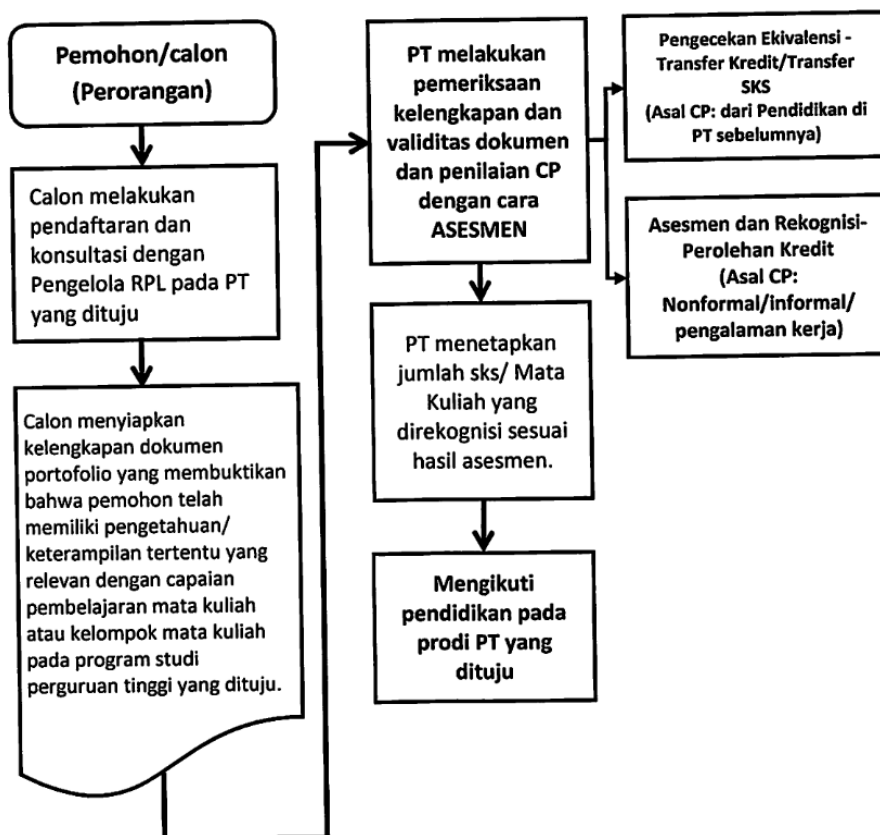 Pemohon/calon
(Perorangan)
Calon melakukan
pendaftaran dan
konsultasi dengan
Pengelola RPL pada PT
yang dituju
Calon menyiapkan
kelengkapan dokumen
portofolio yang membuktikan
bahwa pemohon telah
memiliki pengetahuan/
keterampilan tertentu yang
relevan dengan capaian
pembelajaran mata kuliah
atau kelompok mata kuliah
pada program studi
perguruan tinggi yang dituju.
PT melakukan
pemeriksaan
kelengkapan dan
validitas dokumen
dan penilaian CP
dengan cara
ASESMEN
PT menetapkan
jumlah sks/ Mata
Kuliah yang
direkognisi sesuai
hasil asesmen.
Mengikuti
pendidikan pada
prodi PT yang
dituju
Pengecekan Ekivalensi -
Transfer Kredit/Transfer
SKS
(Asal CP: dari Pendidikan di
PT sebelumnya)
Asesmen dan Rekognisi-
Perolehan Kredit
(Asal CP:
Nonformal/informal/
pengalaman kerja)